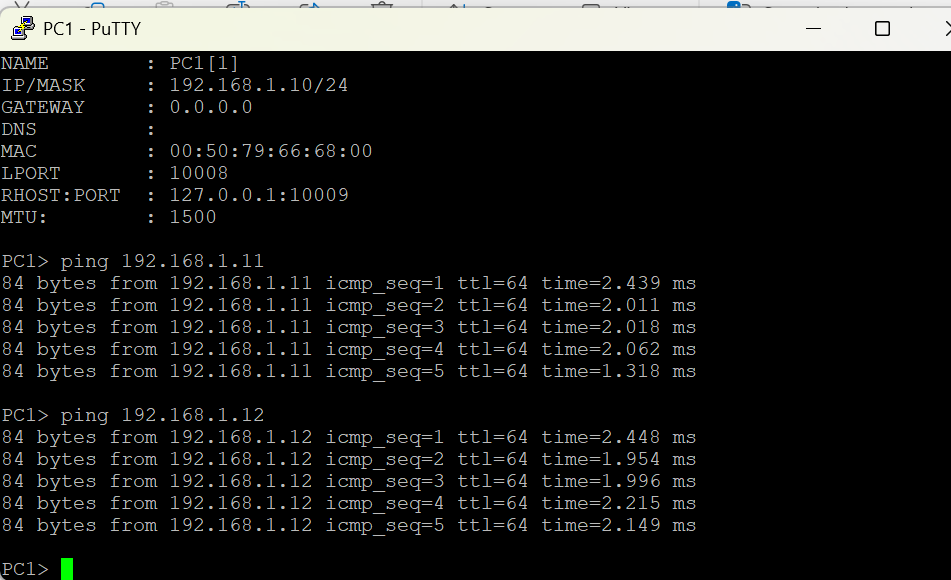 PC1 - PuTTY
NAME        : PC1[1]
IP/MASK     : 192.168.1.10/24
GATEWAY     : 0.0.0.0
DNS         :
MAC         : 00:50:79:66:68:00
LPORT       : 10008
RHOST:PORT  : 127.0.0.1:10009
MTU:        : 1500
PC1> ping 192.168.1.11
84 bytes from 192.168.1.11 icmp_seq=1 ttl=64 time=2.439 ms
84 bytes from 192.168.1.11 icmp_seq=2 ttl=64 time=2.011 ms
84 bytes from 192.168.1.11 icmp_seq=3 ttl=64 time=2.018 ms
84 bytes from 192.168.1.11 icmp_seq=4 ttl=64 time=2.062 ms
84 bytes from 192.168.1.11 icmp_seq=5 ttl=64 time=1.318 ms
PC1> ping 192.168.1.12
84 bytes from 192.168.1.12 icmp_seq=1 ttl=64 time=2.448 ms
84 bytes from 192.168.1.12 icmp_seq=2 ttl=64 time=1.954 ms
84 bytes from 192.168.1.12 icmp_seq=3 ttl=64 time=1.996 ms
84 bytes from 192.168.1.12 icmp_seq=4 ttl=64 time=2.215 ms
84 bytes from 192.168.1.12 icmp_seq=5 ttl=64 time=2.149 ms
PC1>